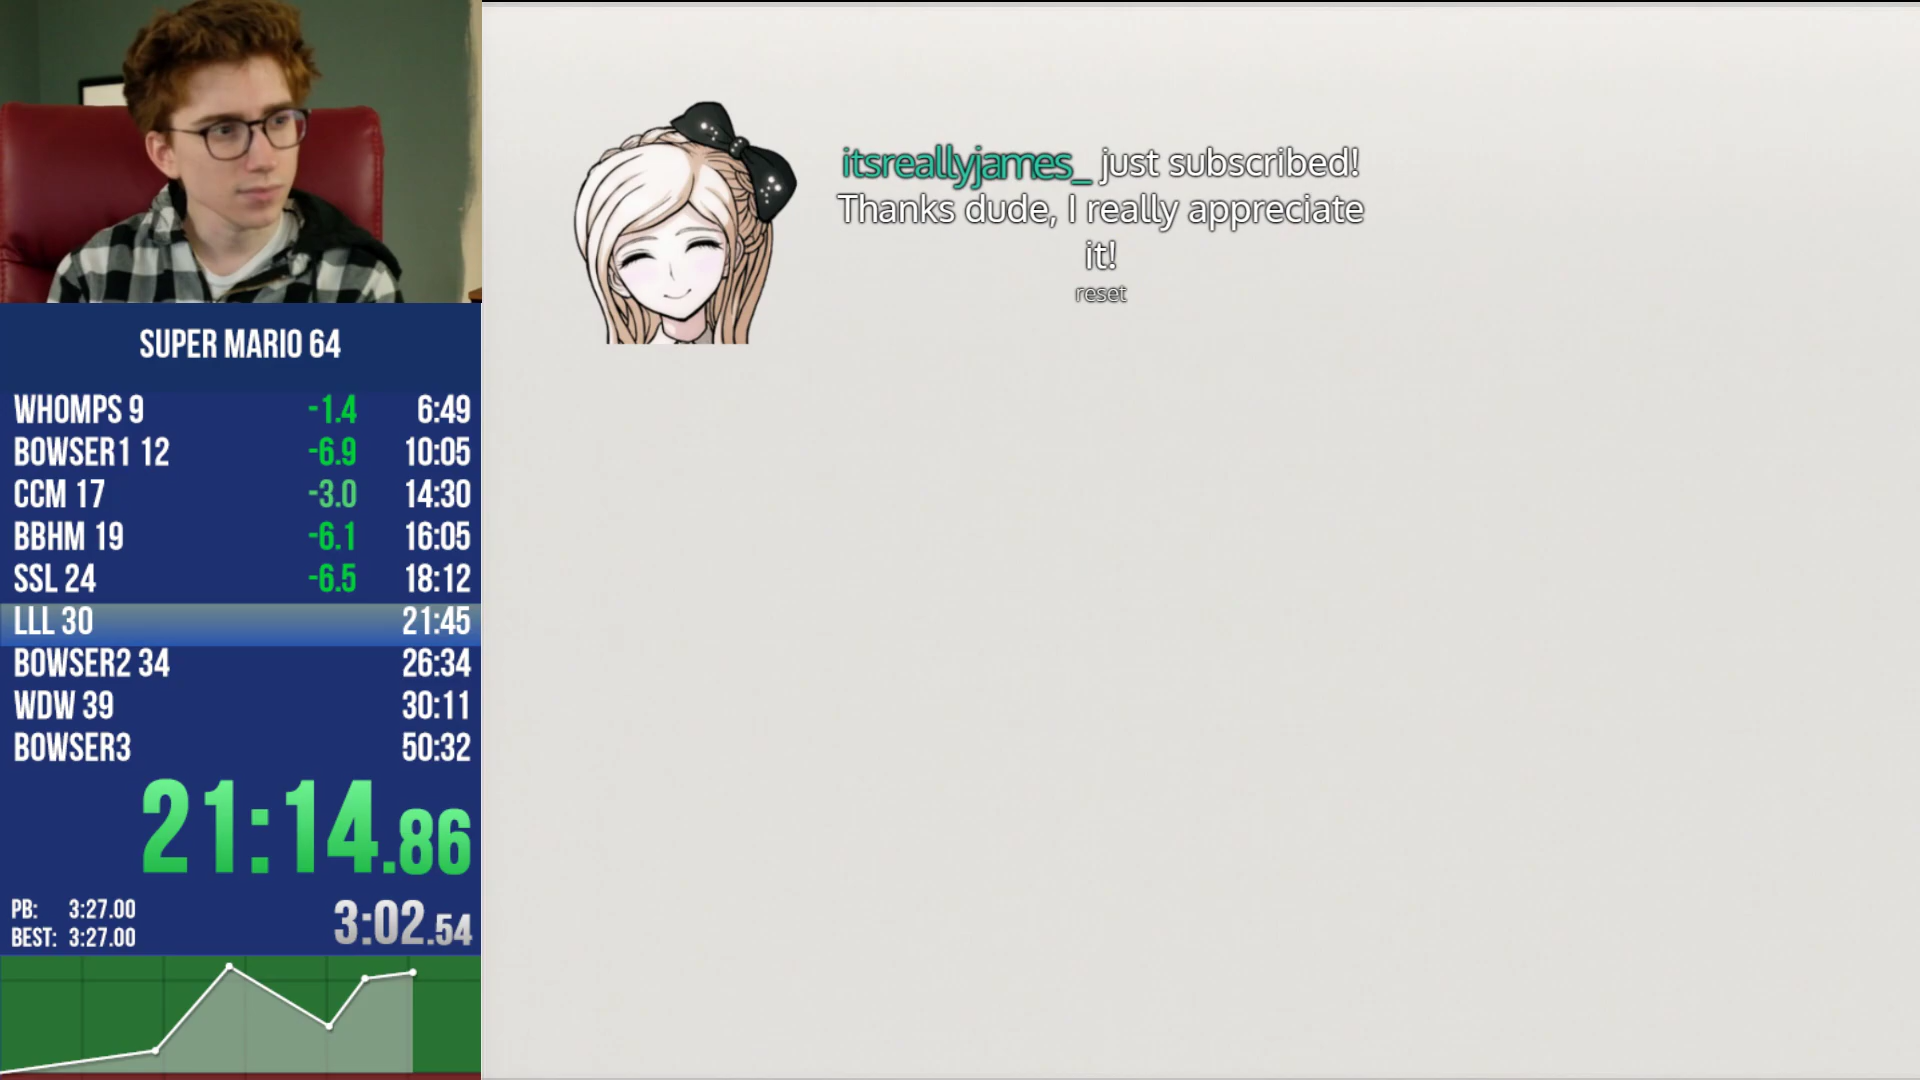 itsreallyjames_ just subscribed!
Thanks dude, I really appreciate
it!
reset
SUPER MARIO 64
WHOMPS 9 -1.4 6:49
BOWSER1 12 -6.9 10:05
CCM 17 -3.0 14:30
BBHM 19 -6.1 16:05
SSL 24 -6.5 18:12
LLL 30 21:45
BOWSER2 34 26:34
WDW 39 30:11
BOWSER3 50:32
21:14.86
PB: 3:27.00 3:02.54
BEST: 3:27.00